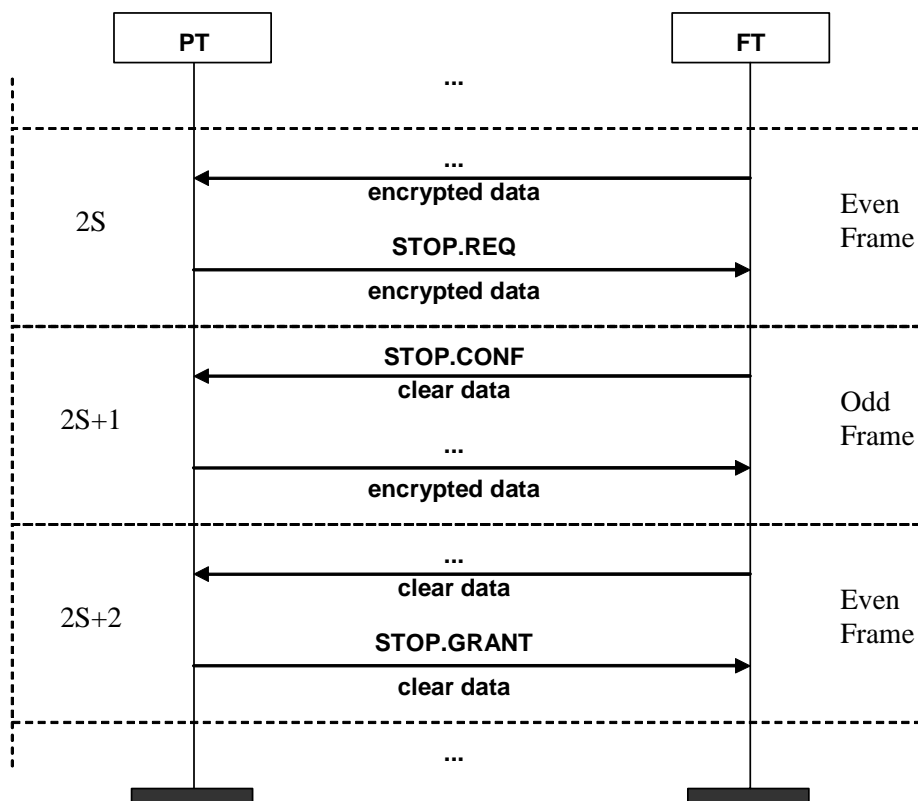 PT
FT
...
...
encrypted data
2S
Even
Frame
STOP.REQ
encrypted data
STOP.CONF
clear data
2S+1
Odd
Frame
...
encrypted data
...
clear data
2S+2
Even
Frame
STOP.GRANT
clear data
...